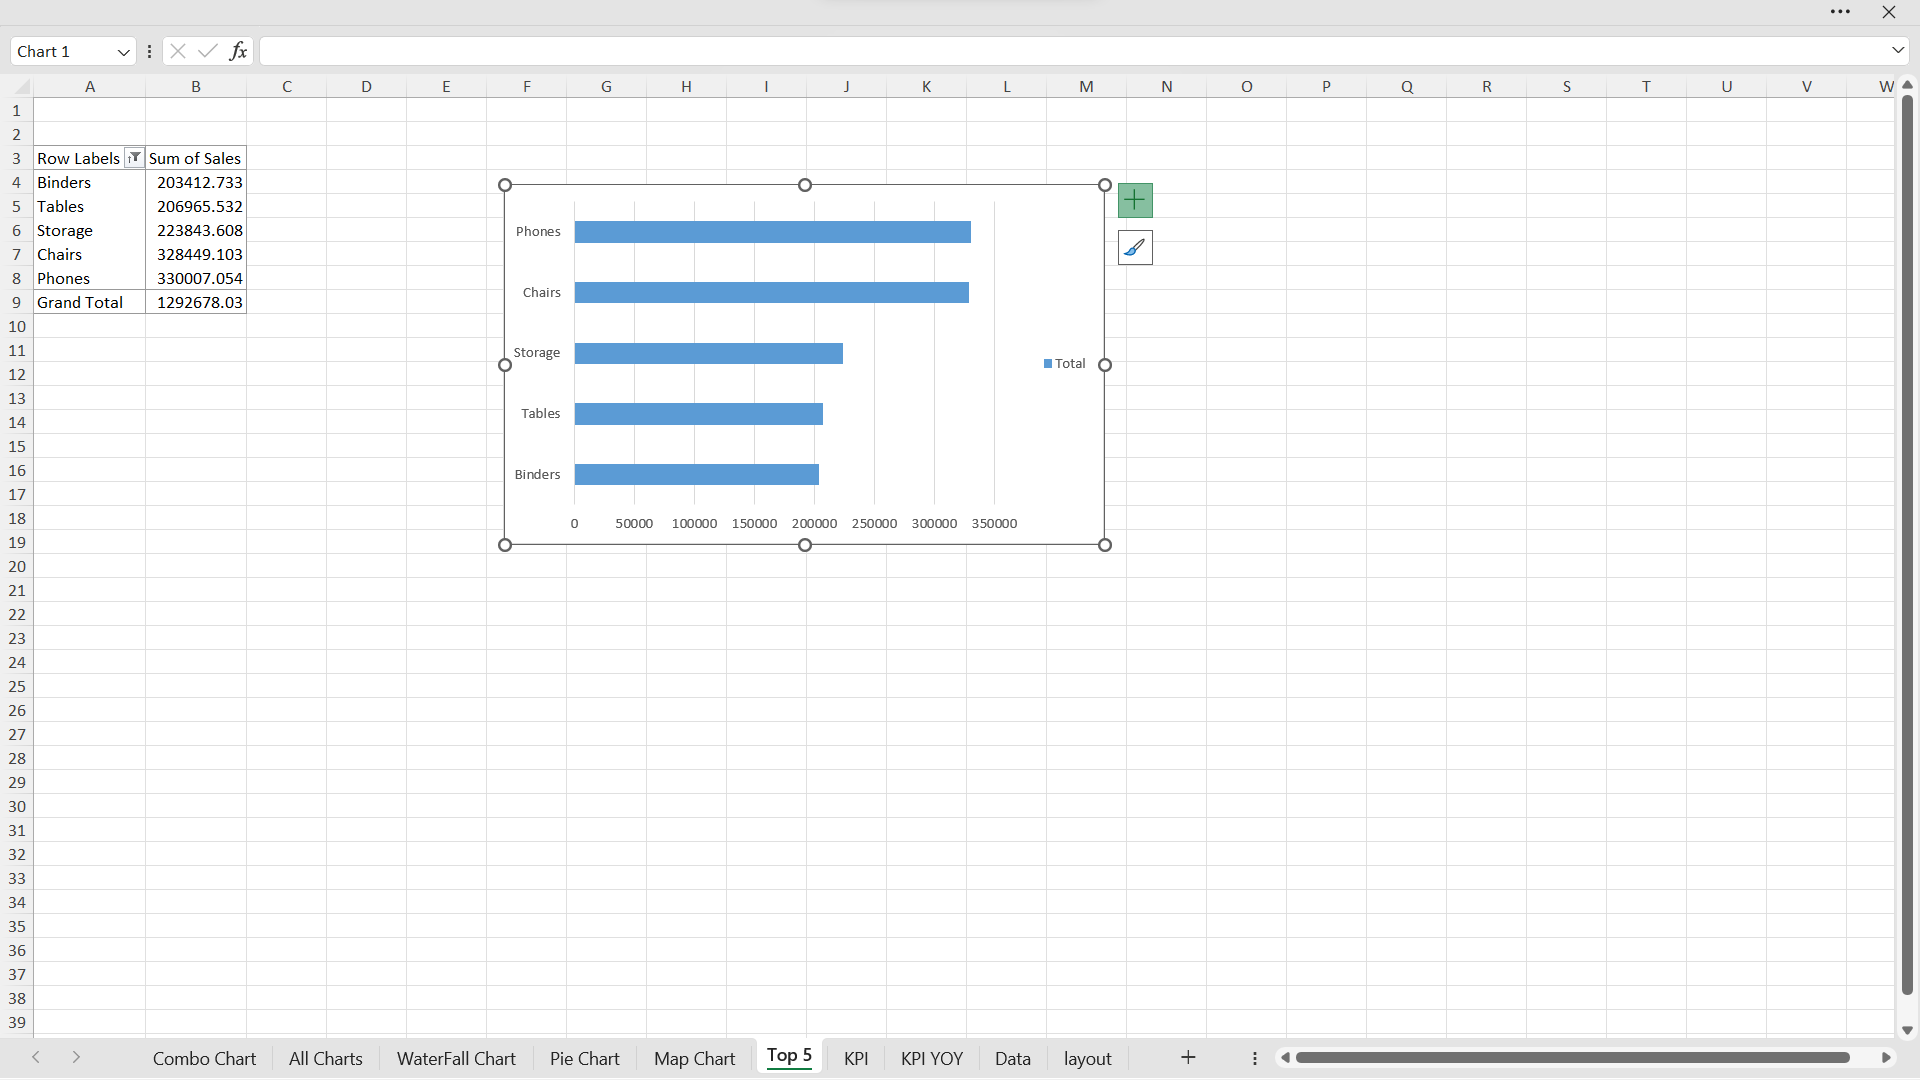 Chart 1
fx
A B C D E F G H I J K L M N O P Q R S T U V W
1
2
3 Row Labels Sum of Sales
4 Binders 203412.733
5 Tables 206965.532
6 Storage 223843.608
7 Chairs 328449.103
8 Phones 330007.054
9 Grand Total 1292678.03
10
11
12
13
14
15
16
17
18
19
20
21
22
23
24
25
26
27
28
29
30
31
32
33
34
35
36
37
38
39
Phones
Chairs
Storage
Tables
Binders
0 50000 100000 150000 200000 250000 300000 350000
Total
Combo Chart All Charts WaterFall Chart Pie Chart Map Chart Top 5 KPI KPI YOY Data layout